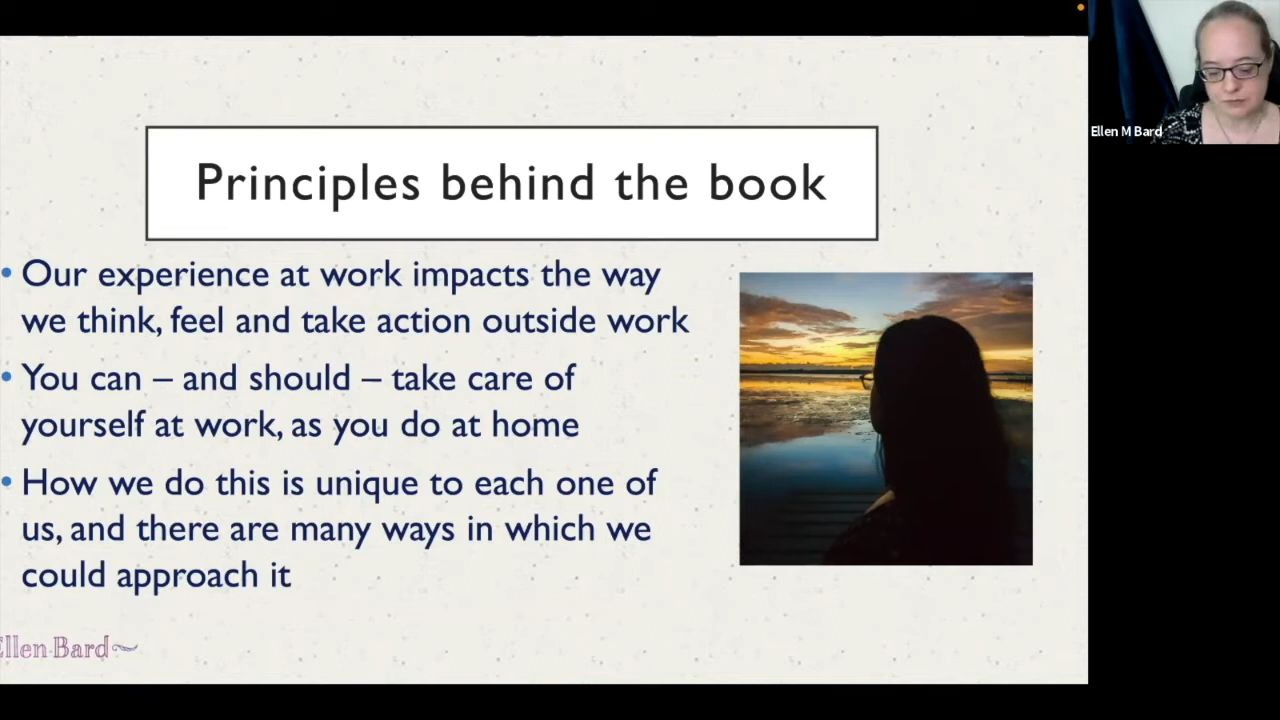 Principles behind the book
• Our experience at work impacts the way
we think, feel and take action outside work
• You can – and should – take care of
yourself at work, as you do at home
• How we do this is unique to each one of
us, and there are many ways in which we
could approach it
Ellen Bard
Ellen M Bard